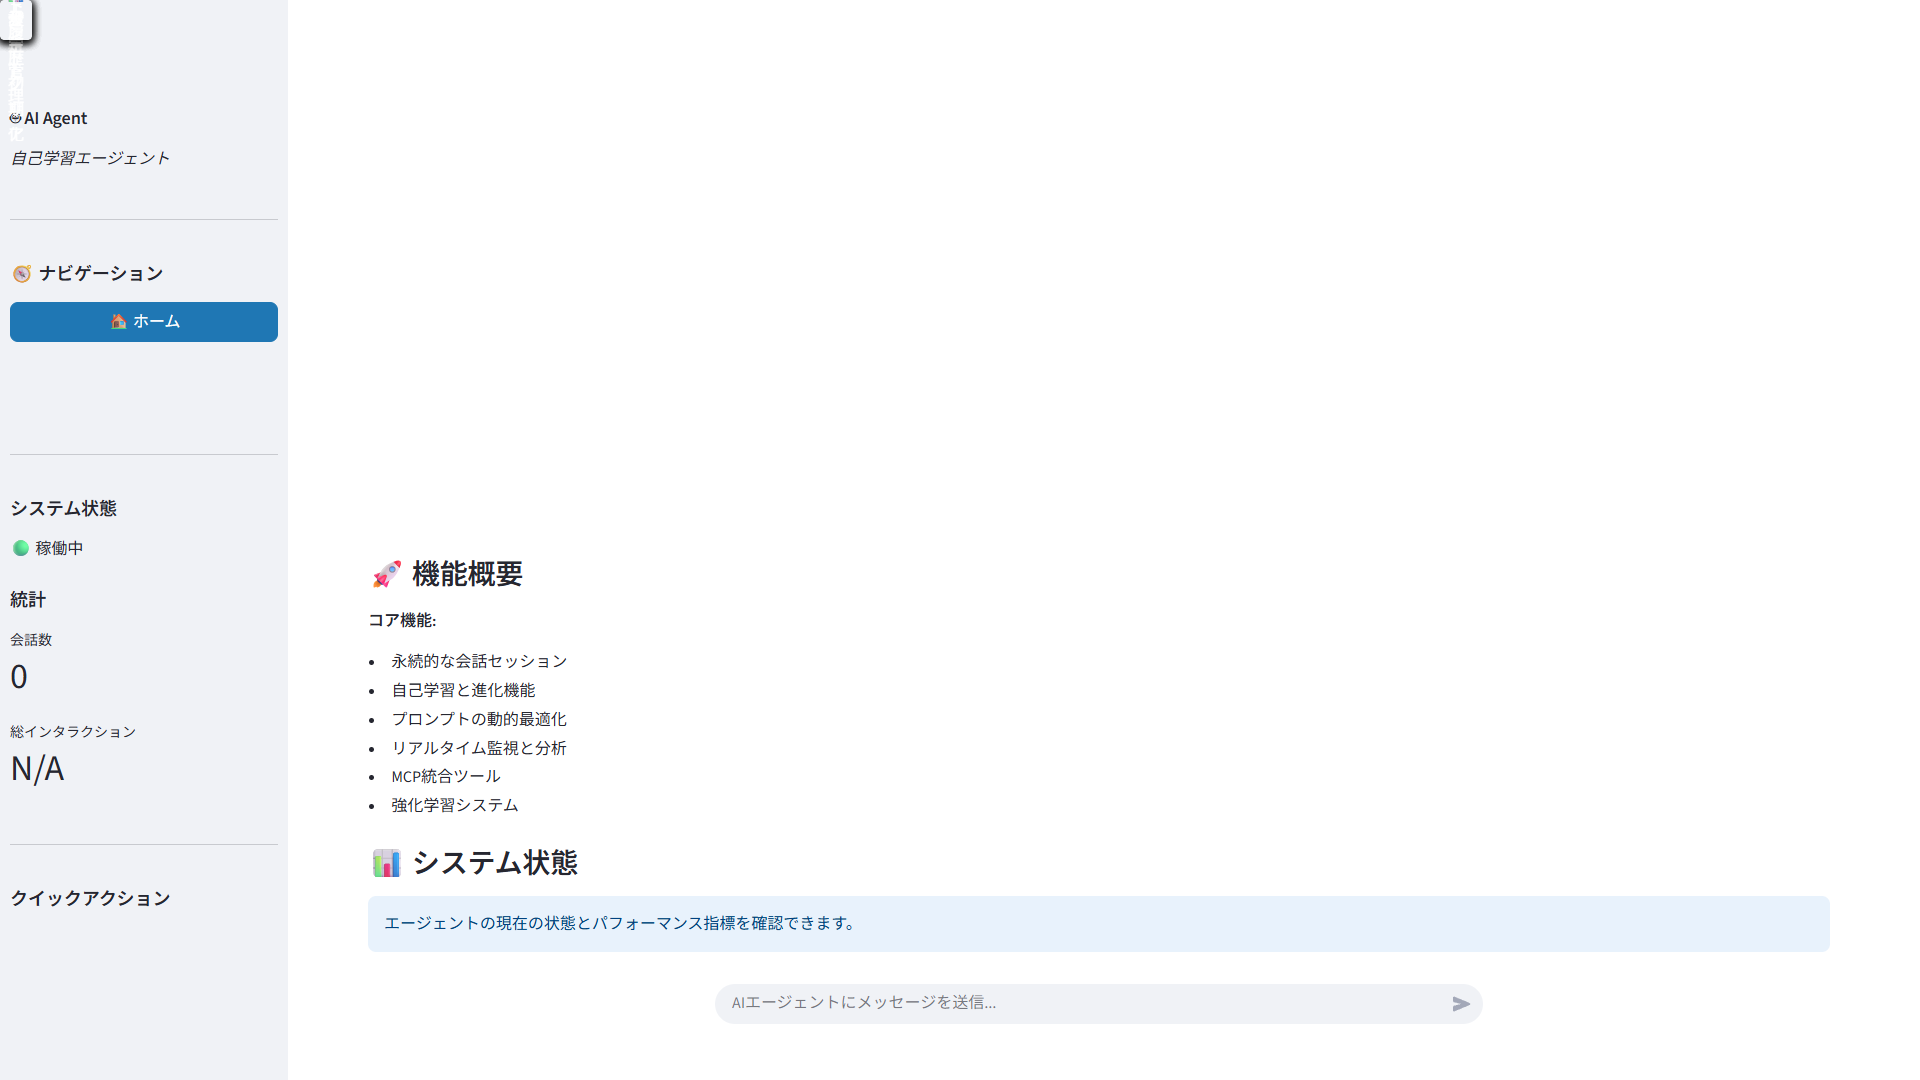 AI Agent
自己学習エージェント
🧭 ナビゲーション
🏠 ホーム
システム状態
🟢 稼働中
統計
会話数
0
総インタラクション
N/A
クイックアクション
🚀 機能概要
コア機能:
• 永続的な会話セッション
• 自己学習と進化機能
• プロンプトの動的最適化
• リアルタイム監視と分析
• MCP統合ツール
• 強化学習システム
📊 システム状態
エージェントの現在の状態とパフォーマンス指標を確認できます。
AIエージェントにメッセージを送信...